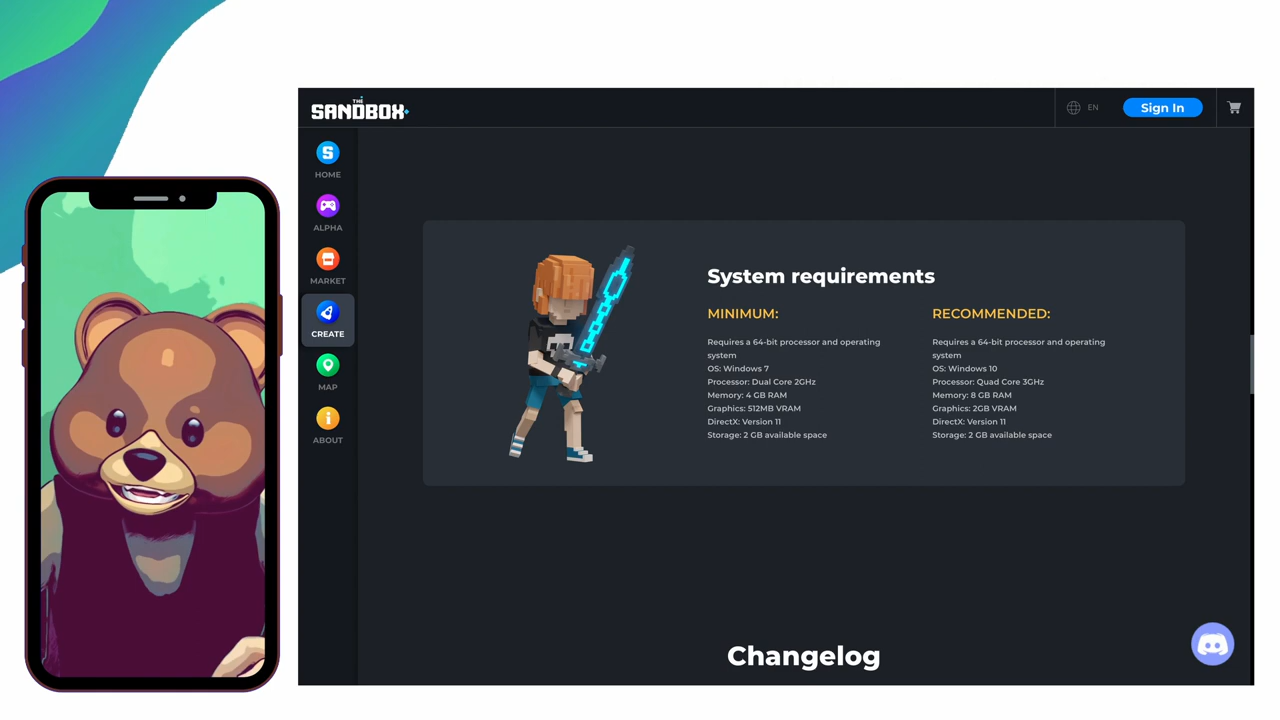 THE
SANDBOX
EN
Sign In
HOME
ALPHA
MARKET
CREATE
MAP
ABOUT
System requirements
MINIMUM:
Requires a 64-bit processor and operating
system
OS: Windows 7
Processor: Dual Core 2GHz
Memory: 4 GB RAM
Graphics: 512MB VRAM
DirectX: Version 11
Storage: 2 GB available space
RECOMMENDED:
Requires a 64-bit processor and operating
system
OS: Windows 10
Processor: Quad Core 3GHz
Memory: 8 GB RAM
Graphics: 2GB VRAM
DirectX: Version 11
Storage: 2 GB available space
Changelog